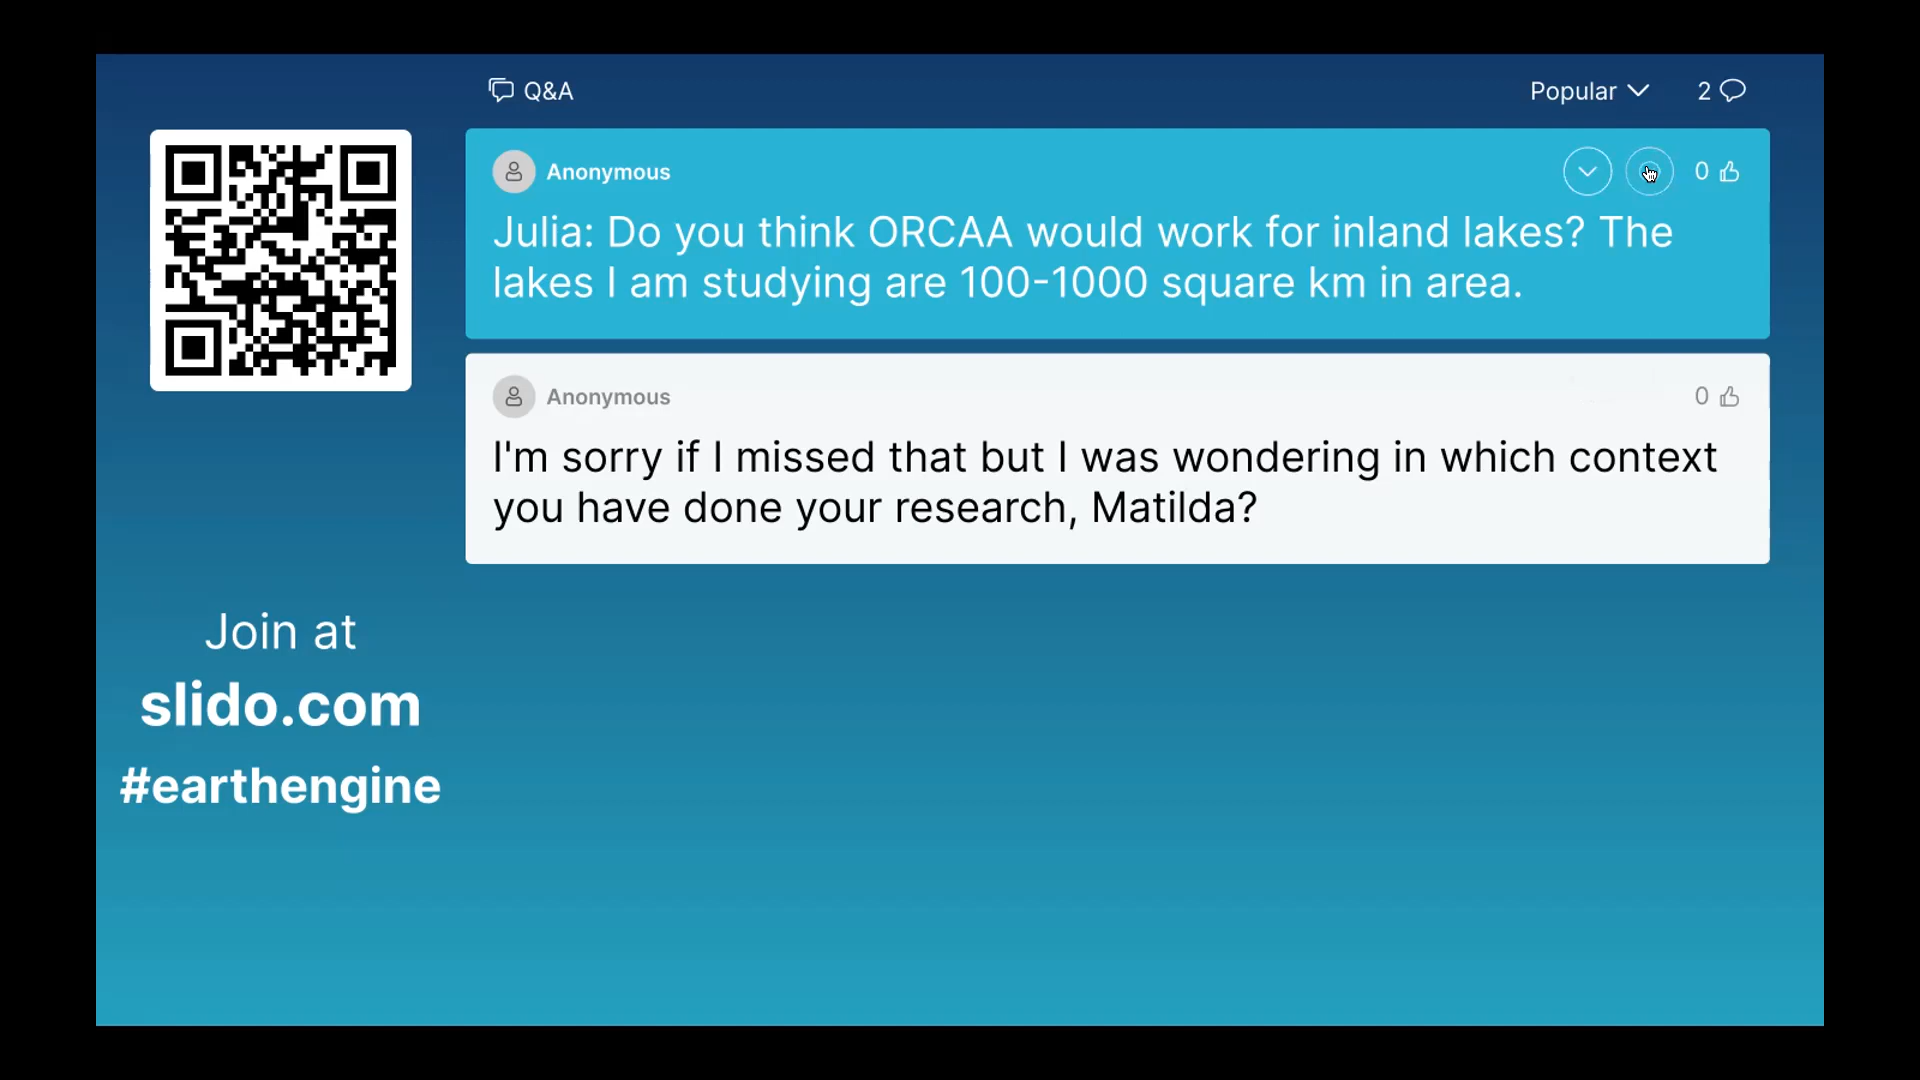 Q&A
Popular
2
Anonymous
0
Julia: Do you think ORCAA would work for inland lakes? The
lakes I am studying are 100-1000 square km in area.
Anonymous
0
I'm sorry if I missed that but I was wondering in which context
you have done your research, Matilda?
Join at
slido.com
#earthengine